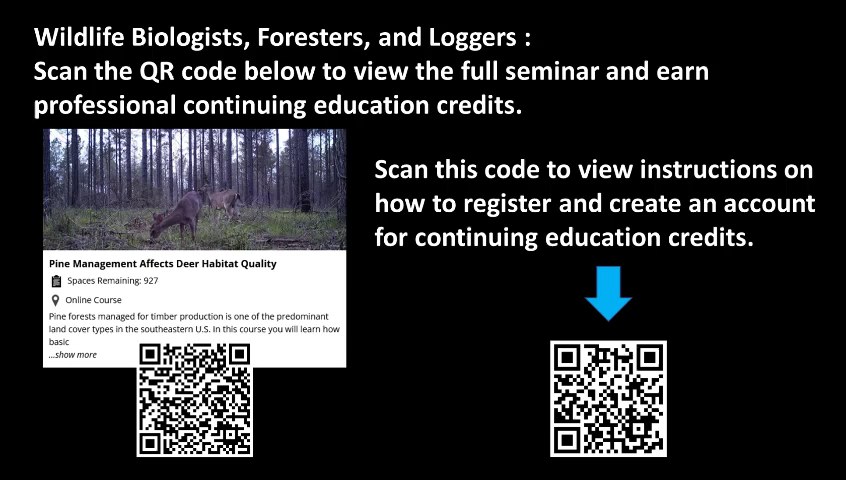 Wildlife Biologists, Foresters, and Loggers :
Scan the QR code below to view the full seminar and earn
professional continuing education credits.
Scan this code to view instructions on
how to register and create an account
for continuing education credits.
Pine Management Affects Deer Habitat Quality
Spaces Remaining: 927
Online Course
Pine forests managed for timber production is one of the predominant
land cover types in the southeastern U.S. In this course you will learn how
basic
...show more